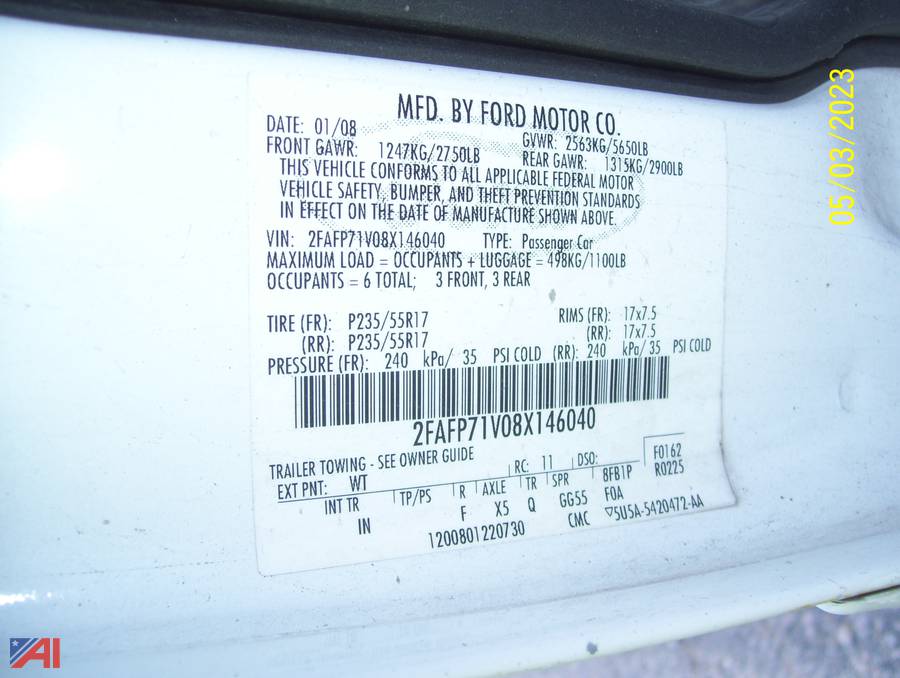 MFD. BY FORD MOTOR CO.
DATE: 01/08 GVWR: 2563KG/5650LB
FRONT GAWR: 1247KG/2750LB REAR GAWR: 1315KG/2900LB
THIS VEHICLE CONFORMS TO ALL APPLICABLE FEDERAL MOTOR
VEHICLE SAFETY, BUMPER, AND THEFT PREVENTION STANDARDS
IN EFFECT ON THE DATE OF MANUFACTURE SHOWN ABOVE.
VIN: 2FAFP71V08X146040 TYPE: Passenger Car
MAXIMUM LOAD = OCCUPANTS + LUGGAGE = 498KG/1100LB
OCCUPANTS = 6 TOTAL; 3 FRONT, 3 REAR
TIRE (FR): P235/55R17 RIMS (FR): 17x7.5
(RR): P235/55R17 (RR): 17x7.5
PRESSURE (FR): 240 kPa/ 35 PSI COLD (RR): 240 kPa/ 35 PSI COLD
2FAFP71V08X146040
TRAILER TOWING - SEE OWNER GUIDE
EXT PNT: WT RC: 11 DSO: F0162
R0225
INT TR TP/PS R AXLE TR SPR 8FB1P
IN F X5 Q GG55 F0A
1200801220730 CMC ▽5U5A-5420472-AA
05/03/2023
AI